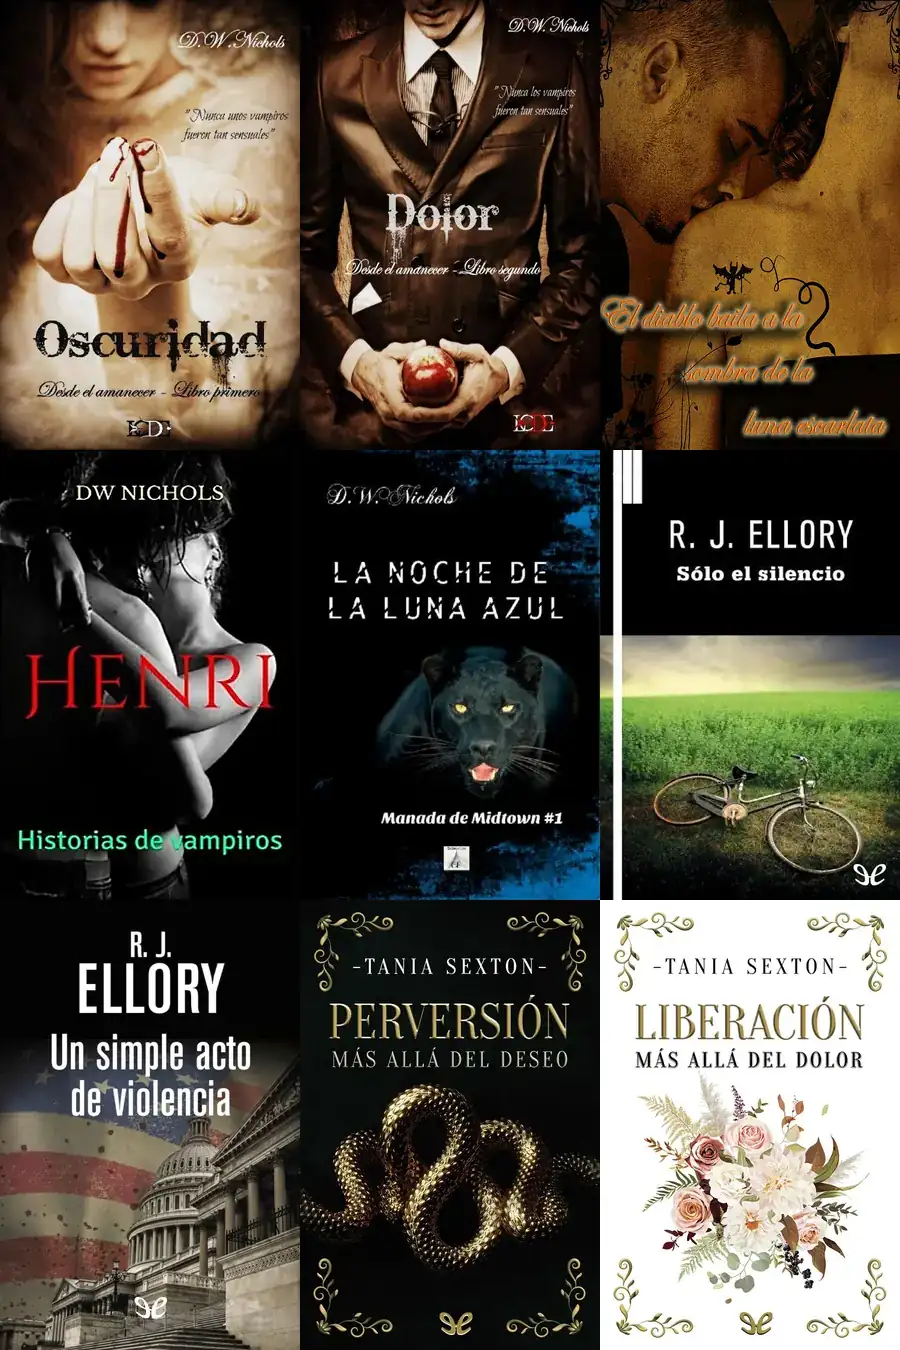 D.W.Nichols
"Nunca unos vampiros
fueron tan sensuales"
Oscuridad
Desde el amanecer - Libro primero
D.W.Nichols
"Nunca los vampiros
fueron tan sensuales"
Dolor
Desde el amanecer - Libro segundo
El diablo baila a la
sombra de la
luna escarlata
DW NICHOLS
HENRI
Historias de vampiros
D.W. Nichols
LA NOCHE DE
LA LUNA AZUL
Manada de Midtown #1
R. J. ELLORY
Sólo el silencio
R. J.
ELLORY
Un simple acto
de violencia
-TANIA SEXTON-
PERVERSIÓN
MÁS ALLÁ DEL DESEO
-TANIA SEXTON-
LIBERACIÓN
MÁS ALLÁ DEL DOLOR